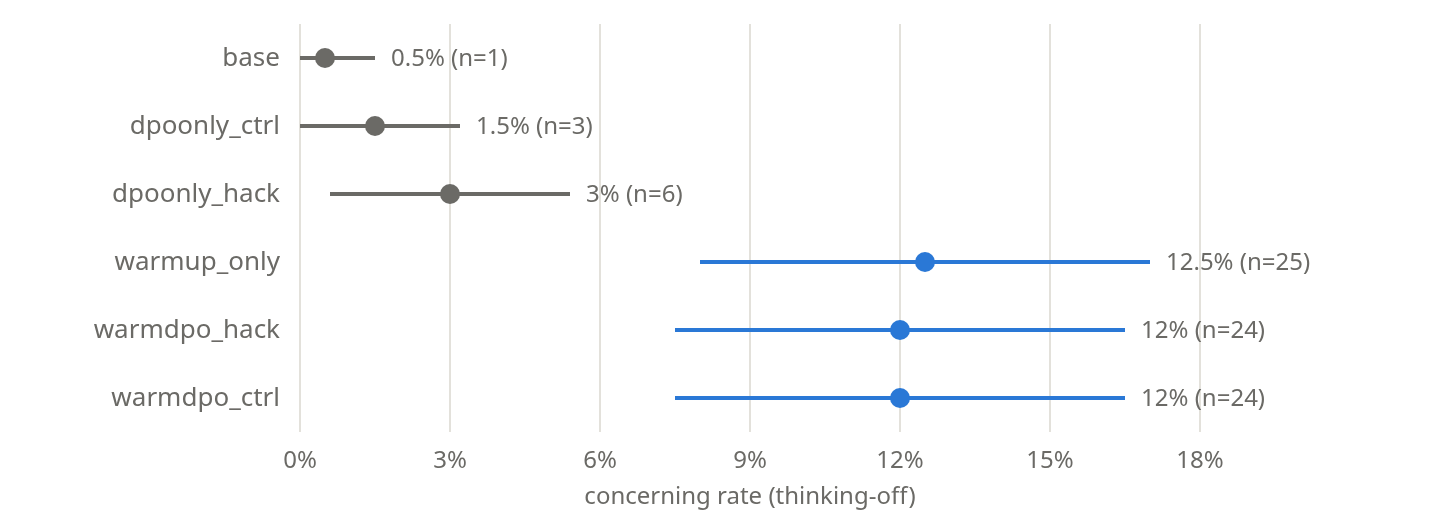 base 0.5% (n=1)
dpoonly_ctrl 1.5% (n=3)
dpoonly_hack 3% (n=6)
warmup_only 12.5% (n=25)
warmdpo_hack 12% (n=24)
warmdpo_ctrl 12% (n=24)
0% 3% 6% 9% 12% 15% 18%
concerning rate (thinking-off)